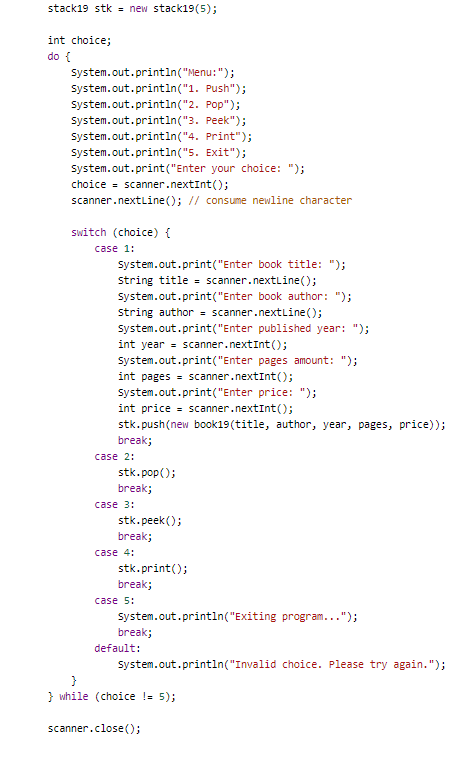 stack19 stk = new stack19(5);

int choice;
do {
    System.out.println("Menu:");
    System.out.println("1. Push");
    System.out.println("2. Pop");
    System.out.println("3. Peek");
    System.out.println("4. Print");
    System.out.println("5. Exit");
    System.out.print("Enter your choice: ");
    choice = scanner.nextInt();
    scanner.nextLine(); // consume newline character

    switch (choice) {
        case 1:
            System.out.print("Enter book title: ");
            String title = scanner.nextLine();
            System.out.print("Enter book author: ");
            String author = scanner.nextLine();
            System.out.print("Enter published year: ");
            int year = scanner.nextInt();
            System.out.print("Enter pages amount: ");
            int pages = scanner.nextInt();
            System.out.print("Enter price: ");
            int price = scanner.nextInt();
            stk.push(new book19(title, author, year, pages, price));
            break;
        case 2:
            stk.pop();
            break;
        case 3:
            stk.peek();
            break;
        case 4:
            stk.print();
            break;
        case 5:
            System.out.println("Exiting program...");
            break;
        default:
            System.out.println("Invalid choice. Please try again.");
    }
} while (choice != 5);

scanner.close();